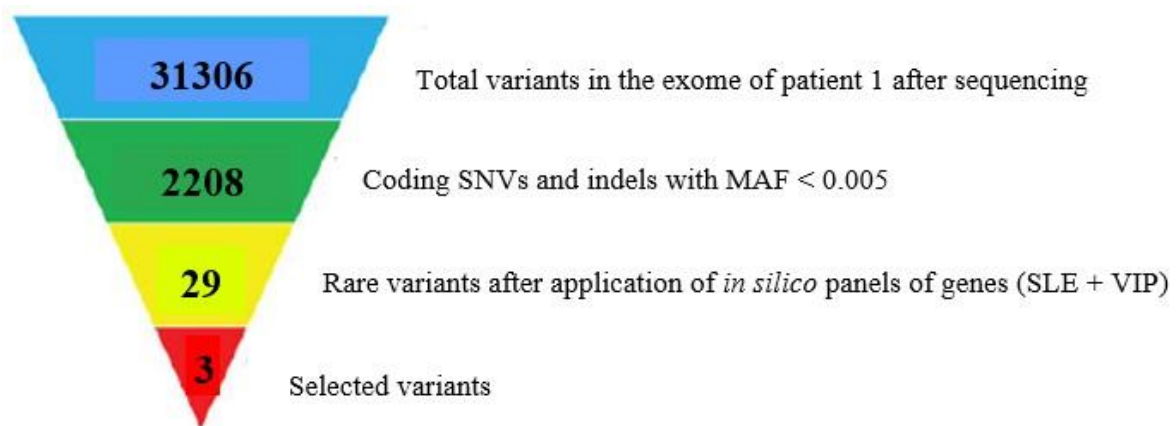 31306 Total variants in the exome of patient 1 after sequencing
2208 Coding SNVs and indels with MAF < 0.005
29 Rare variants after application of in silico panels of genes (SLE + VIP)
3 Selected variants